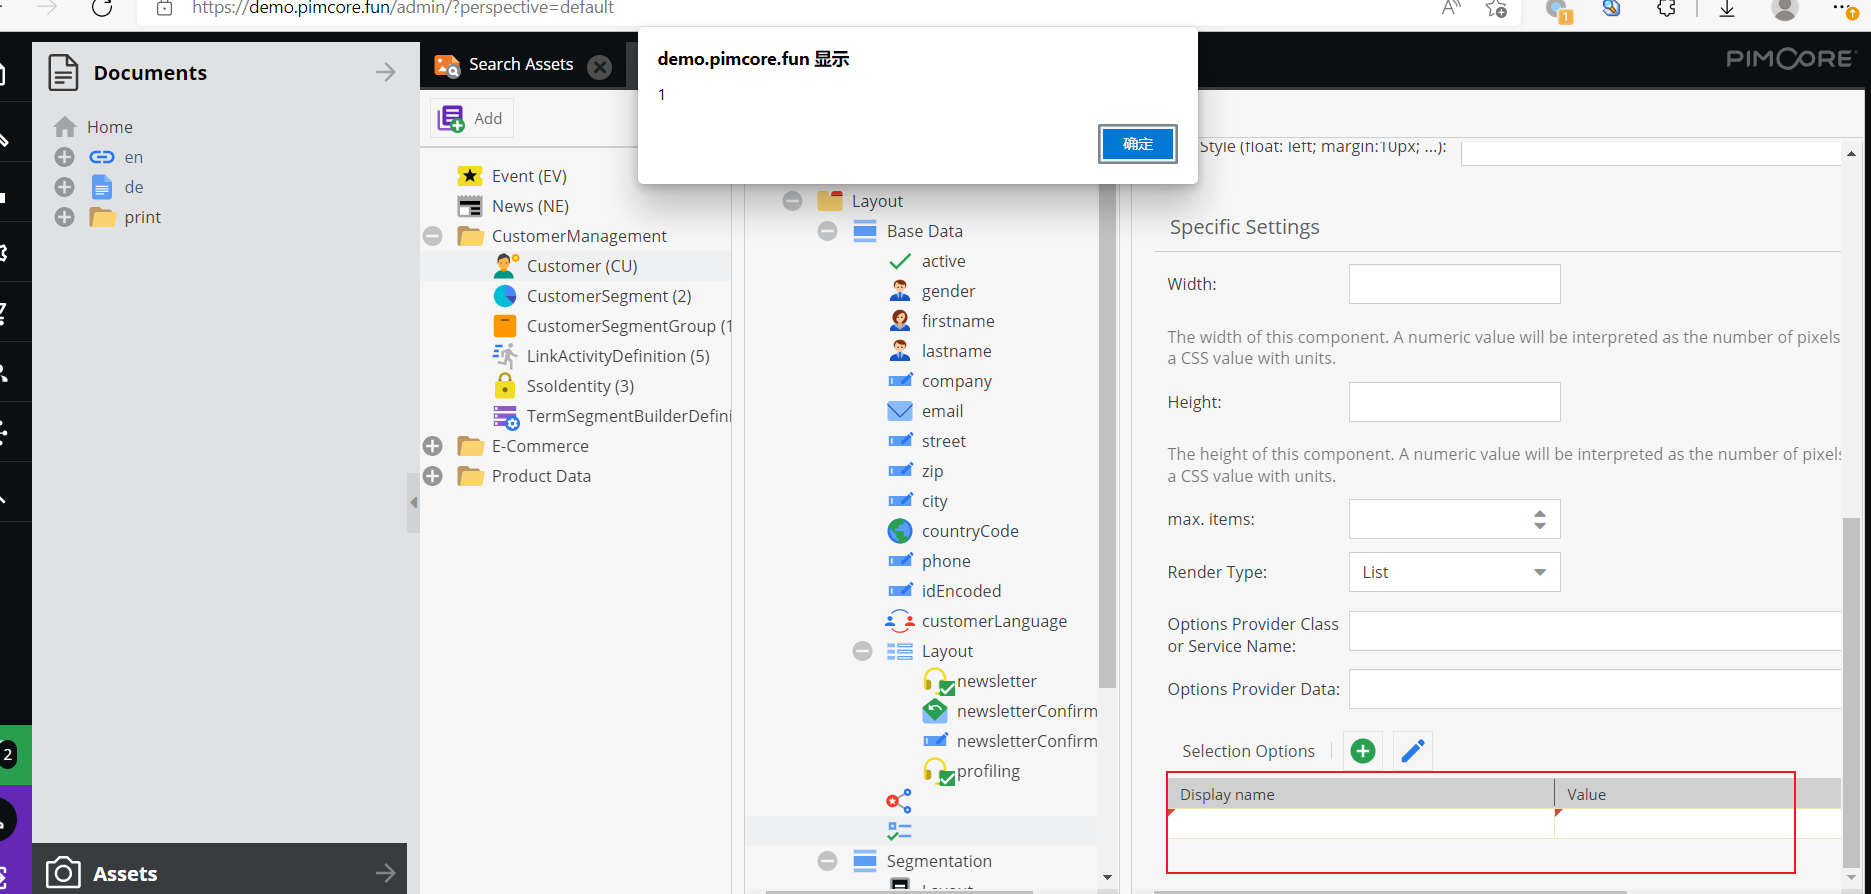 https://demo.pimcore.fun/admin/?perspective=default
1
demo.pimcore.fun 显示
1
确定
PIMCORE
Documents
Home
en
de
print
2
Assets
Search Assets
Add
Event (EV)
News (NE)
CustomerManagement
Customer (CU)
CustomerSegment (2)
CustomerSegmentGroup (1
LinkActivityDefinition (5)
SsoIdentity (3)
TermSegmentBuilderDefini
E-Commerce
Product Data
Layout
Base Data
active
gender
firstname
lastname
company
email
street
zip
city
countryCode
phone
idEncoded
customerLanguage
Layout
newsletter
newsletterConfirm
newsletterConfirm
profiling
Segmentation
Layout
Style (float: left; margin:10px; ...):
Specific Settings
Width:
The width of this component. A numeric value will be interpreted as the number of pixels
a CSS value with units.
Height:
The height of this component. A numeric value will be interpreted as the number of pixels
a CSS value with units.
max. items:
Render Type:
List
Options Provider Class
or Service Name:
Options Provider Data:
Selection Options
Display name
Value